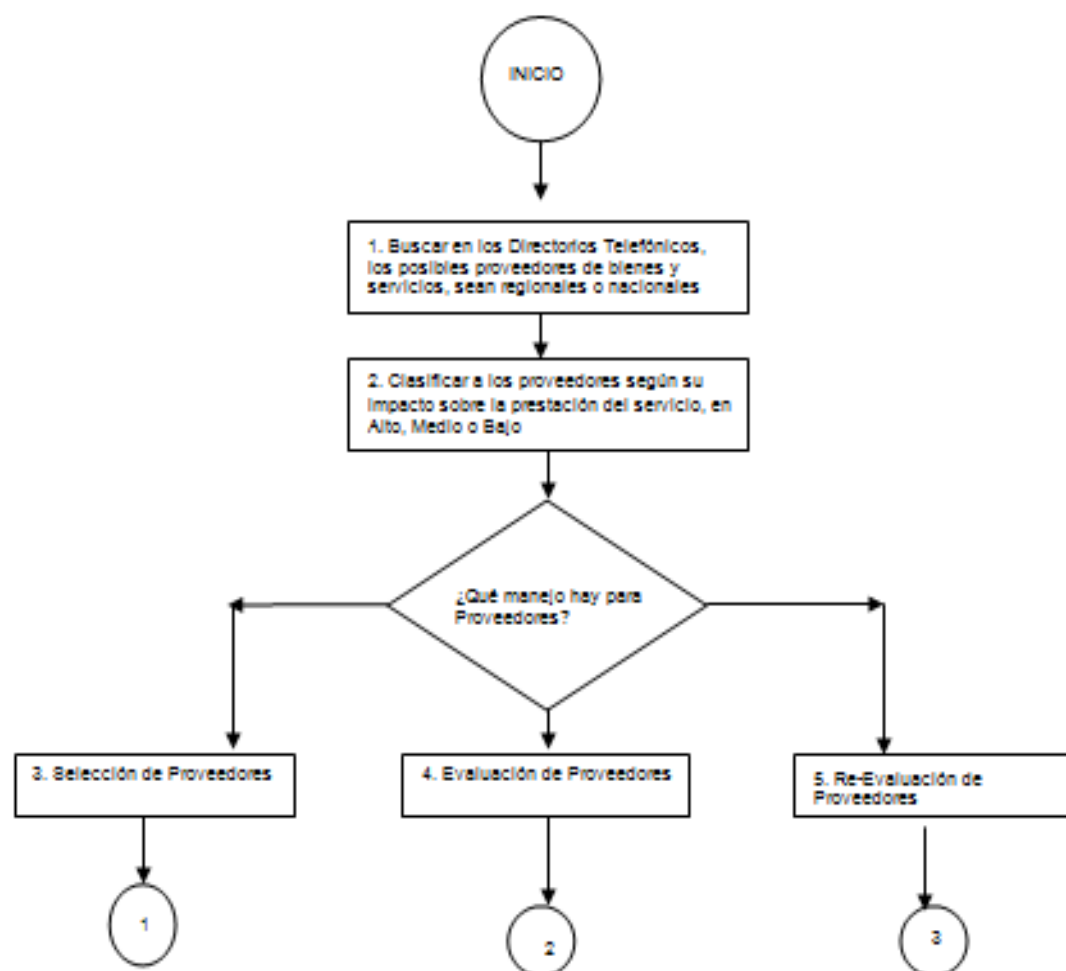 INICIO
1. Buscar en los Directorios Telefónicos,
los posibles proveedores de bienes y
servicios, sean regionales o nacionales
2. Clasificar a los proveedores según su
impacto sobre la prestación del servicio, en
Alto, Medio o Bajo
¿Qué manejo hay para
Proveedores?
3. Selección de Proveedores
4. Evaluación de Proveedores
5. Re-Evaluación de
Proveedores
1
2
3